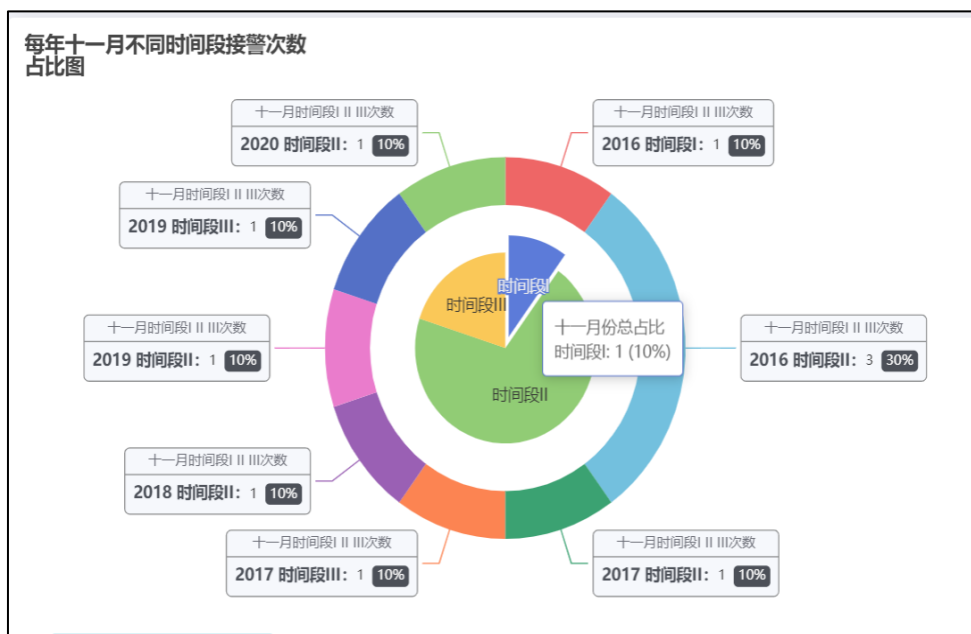 每年十一月不同时间段接警次数
占比图
十一月时间段I II III次数
2020 时间段II: 1 10%
十一月时间段I II III次数
2016 时间段I: 1 10%
十一月时间段I II III次数
2019 时间段III: 1 10%
时间段I
时间段III
十一月份总占比
时间段I: 1 (10%)
十一月时间段I II III次数
2019 时间段II: 1 10%
十一月时间段I II III次数
2016 时间段II: 3 30%
时间段II
十一月时间段I II III次数
2018 时间段II: 1 10%
十一月时间段I II III次数
2017 时间段III: 1 10%
十一月时间段I II III次数
2017 时间段II: 1 10%